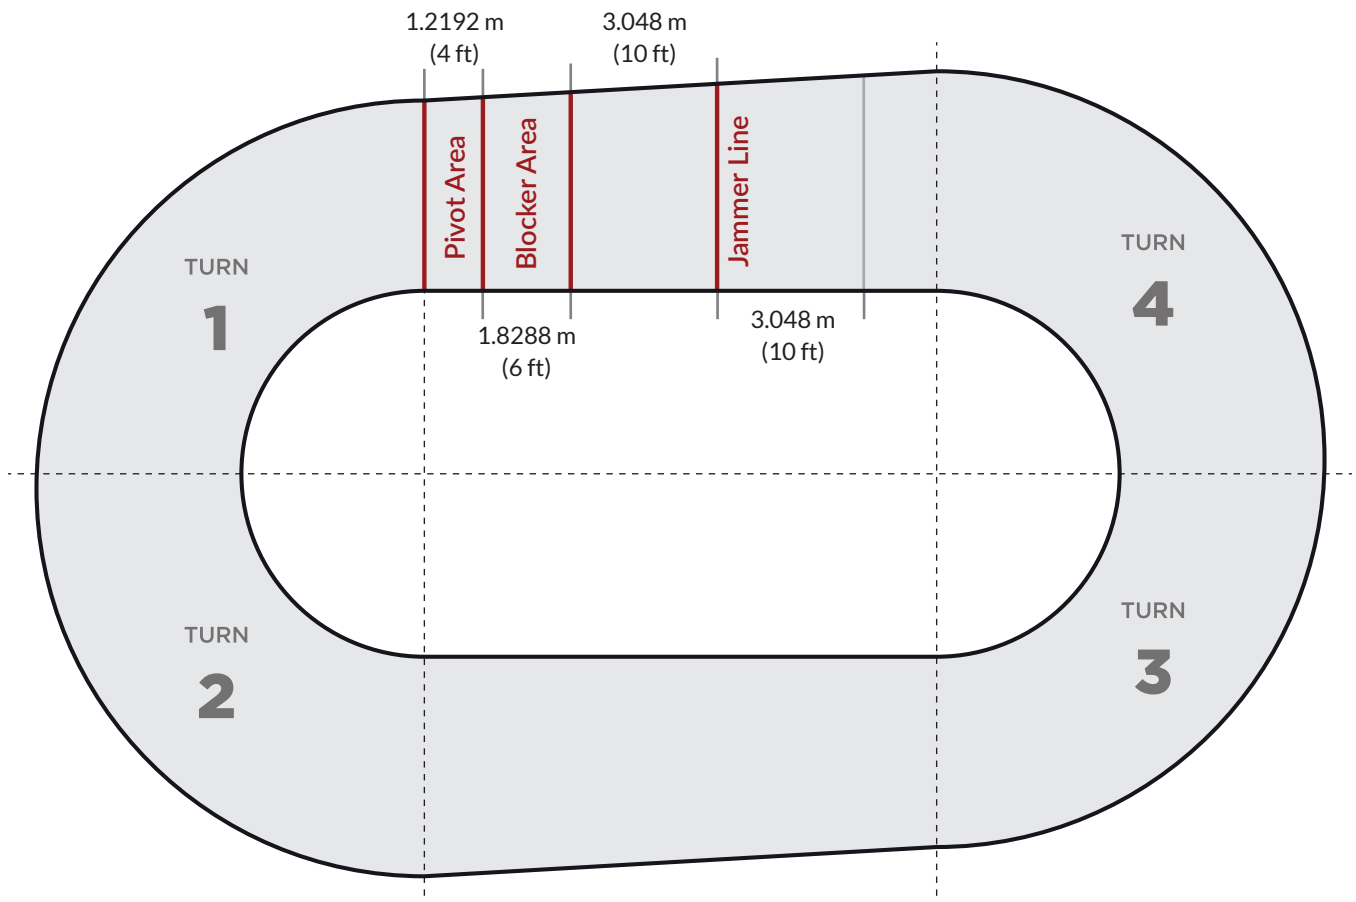 1.2192 m
(4 ft)
3.048 m
(10 ft)
Pivot Area
Blocker Area
Jammer Line
TURN
1
TURN
4
1.8288 m
(6 ft)
3.048 m
(10 ft)
TURN
2
TURN
3